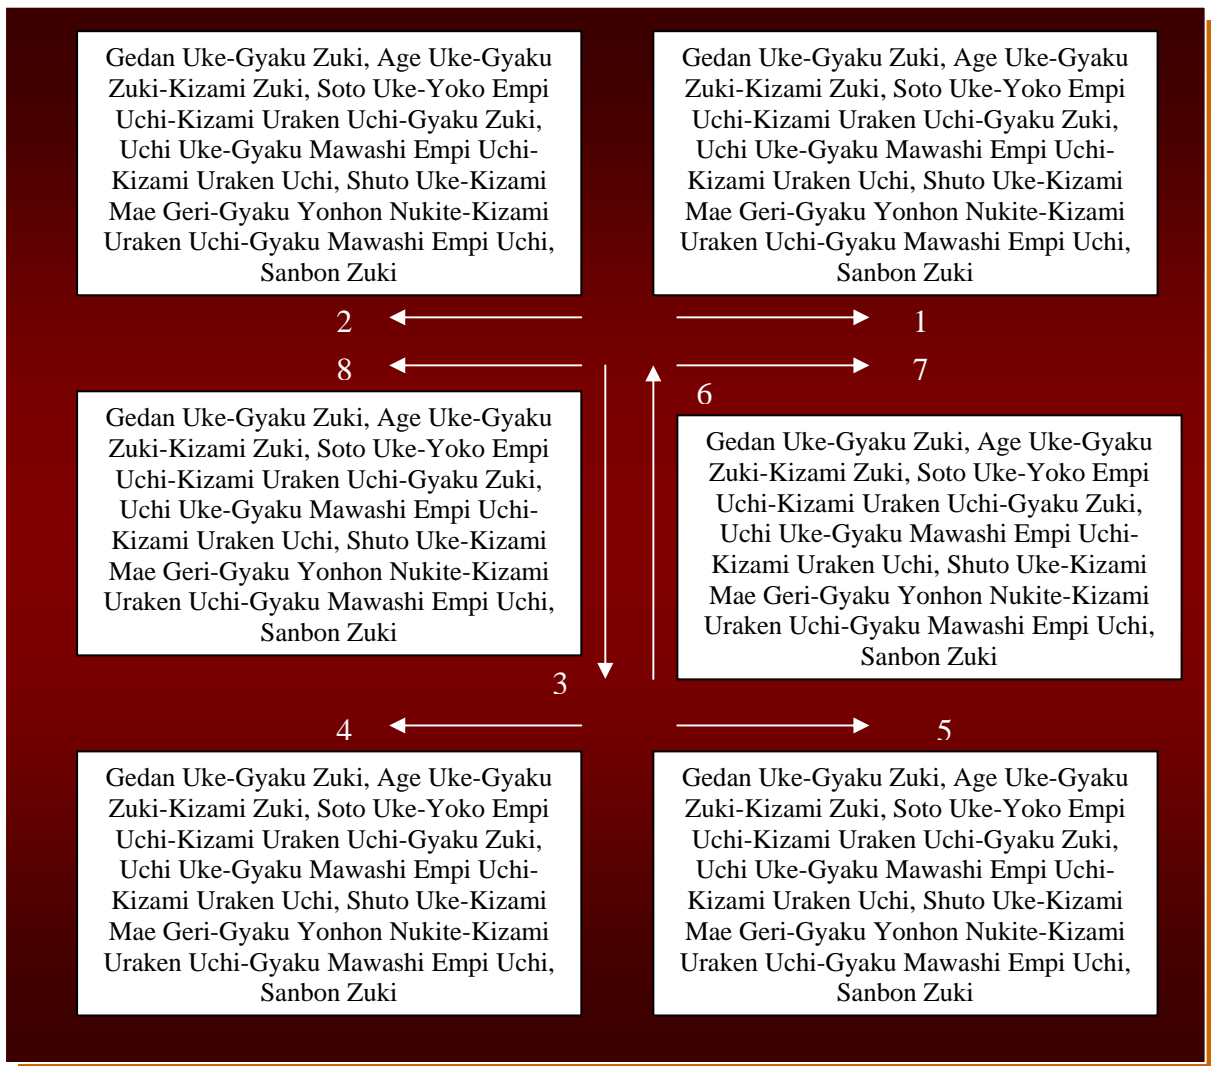 Gedan Uke-Gyaku Zuki, Age Uke-Gyaku
Zuki-Kizami Zuki, Soto Uke-Yoko Empi
Uchi-Kizami Uraken Uchi-Gyaku Zuki,
Uchi Uke-Gyaku Mawashi Empi Uchi-
Kizami Uraken Uchi, Shuto Uke-Kizami
Mae Geri-Gyaku Yonhon Nukite-Kizami
Uraken Uchi-Gyaku Mawashi Empi Uchi,
Sanbon Zuki
Gedan Uke-Gyaku Zuki, Age Uke-Gyaku
Zuki-Kizami Zuki, Soto Uke-Yoko Empi
Uchi-Kizami Uraken Uchi-Gyaku Zuki,
Uchi Uke-Gyaku Mawashi Empi Uchi-
Kizami Uraken Uchi, Shuto Uke-Kizami
Mae Geri-Gyaku Yonhon Nukite-Kizami
Uraken Uchi-Gyaku Mawashi Empi Uchi,
Sanbon Zuki
2
1
8
7
6
Gedan Uke-Gyaku Zuki, Age Uke-Gyaku
Zuki-Kizami Zuki, Soto Uke-Yoko Empi
Uchi-Kizami Uraken Uchi-Gyaku Zuki,
Uchi Uke-Gyaku Mawashi Empi Uchi-
Kizami Uraken Uchi, Shuto Uke-Kizami
Mae Geri-Gyaku Yonhon Nukite-Kizami
Uraken Uchi-Gyaku Mawashi Empi Uchi,
Sanbon Zuki
Gedan Uke-Gyaku Zuki, Age Uke-Gyaku
Zuki-Kizami Zuki, Soto Uke-Yoko Empi
Uchi-Kizami Uraken Uchi-Gyaku Zuki,
Uchi Uke-Gyaku Mawashi Empi Uchi-
Kizami Uraken Uchi, Shuto Uke-Kizami
Mae Geri-Gyaku Yonhon Nukite-Kizami
Uraken Uchi-Gyaku Mawashi Empi Uchi,
Sanbon Zuki
3
4
5
Gedan Uke-Gyaku Zuki, Age Uke-Gyaku
Zuki-Kizami Zuki, Soto Uke-Yoko Empi
Uchi-Kizami Uraken Uchi-Gyaku Zuki,
Uchi Uke-Gyaku Mawashi Empi Uchi-
Kizami Uraken Uchi, Shuto Uke-Kizami
Mae Geri-Gyaku Yonhon Nukite-Kizami
Uraken Uchi-Gyaku Mawashi Empi Uchi,
Sanbon Zuki
Gedan Uke-Gyaku Zuki, Age Uke-Gyaku
Zuki-Kizami Zuki, Soto Uke-Yoko Empi
Uchi-Kizami Uraken Uchi-Gyaku Zuki,
Uchi Uke-Gyaku Mawashi Empi Uchi-
Kizami Uraken Uchi, Shuto Uke-Kizami
Mae Geri-Gyaku Yonhon Nukite-Kizami
Uraken Uchi-Gyaku Mawashi Empi Uchi,
Sanbon Zuki